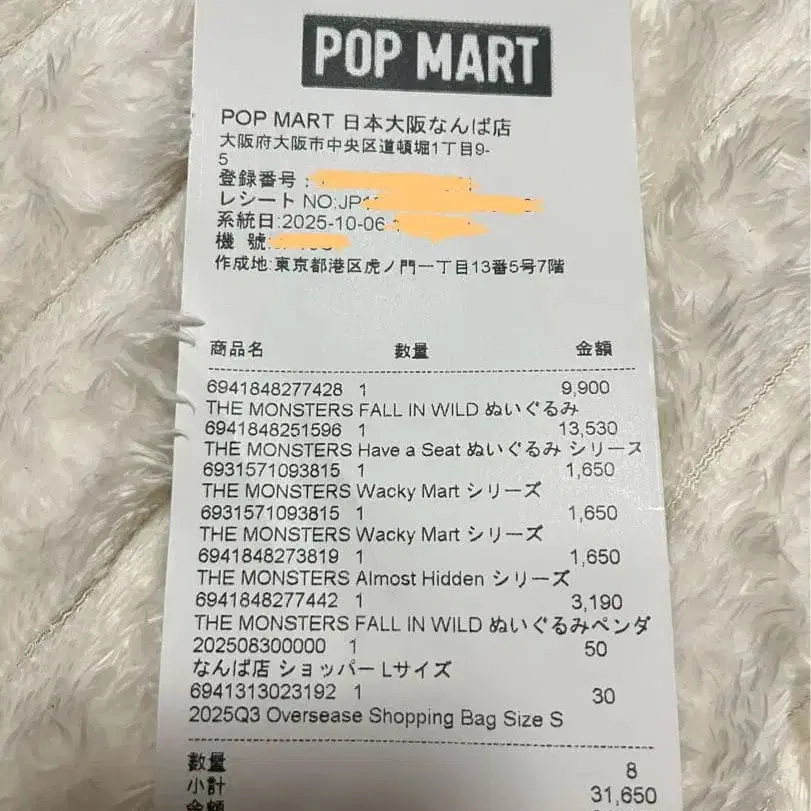 POP MART
POP MART 日本大阪なんば店
大阪府大阪市中央区道頓堀1丁目9-
5
登録番号:
レシート NO:JP
系統日:2025-10-06
機 號:
作成地:東京都港区虎ノ門一丁目13番5号7階
商品名 数量 金額
6941848277428 1 9,900
THE MONSTERS FALL IN WILD ぬいぐるみ
6941848251596 1 13,530
THE MONSTERS Have a Seat ぬいぐるみ シリーズ
6931571093815 1 1,650
THE MONSTERS Wacky Mart シリーズ
6931571093815 1 1,650
THE MONSTERS Wacky Mart シリーズ
6941848273819 1 1,650
THE MONSTERS Almost Hidden シリーズ
6941848277442 1 3,190
THE MONSTERS FALL IN WILD ぬいぐるみペンダ
202508300000 1 50
なんば店 ショッパー Lサイズ
6941313023192 1 30
2025Q3 Oversease Shopping Bag Size S
数量 8
小計 31,650